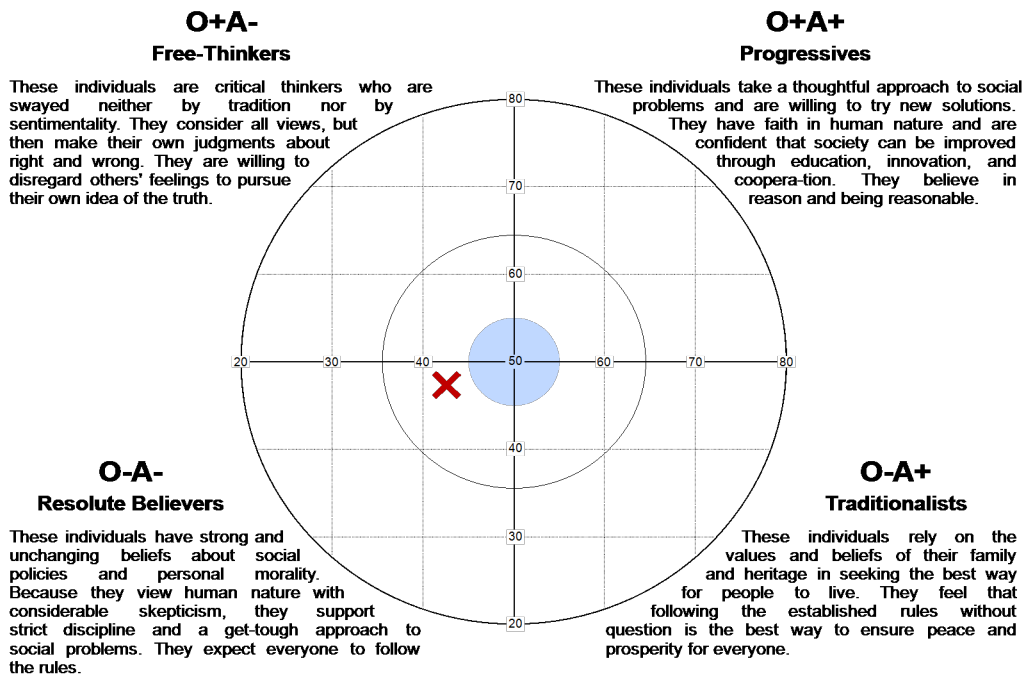 O+A-
Free-Thinkers
These individuals are critical thinkers who are
swayed neither by tradition nor by
sentimentality. They consider all views, but
then make their own judgments about
right and wrong. They are willing to
disregard others' feelings to pursue
their own idea of the truth.
O+A+
Progressives
These individuals take a thoughtful approach to social
problems and are willing to try new solutions.
They have faith in human nature and are
confident that society can be improved
through education, innovation, and
coopera-tion. They believe in
reason and being reasonable.
80
70
60
20 30 40 50 60 70 80
40
30
20
O-A-
Resolute Believers
These individuals have strong and
unchanging beliefs about social
policies and personal morality.
Because they view human nature with
considerable skepticism, they support
strict discipline and a get-tough approach to
social problems. They expect everyone to follow
the rules.
O-A+
Traditionalists
These individuals rely on the
values and beliefs of their family
and heritage in seeking the best way
for people to live. They feel that
following the established rules without
question is the best way to ensure peace and
prosperity for everyone.